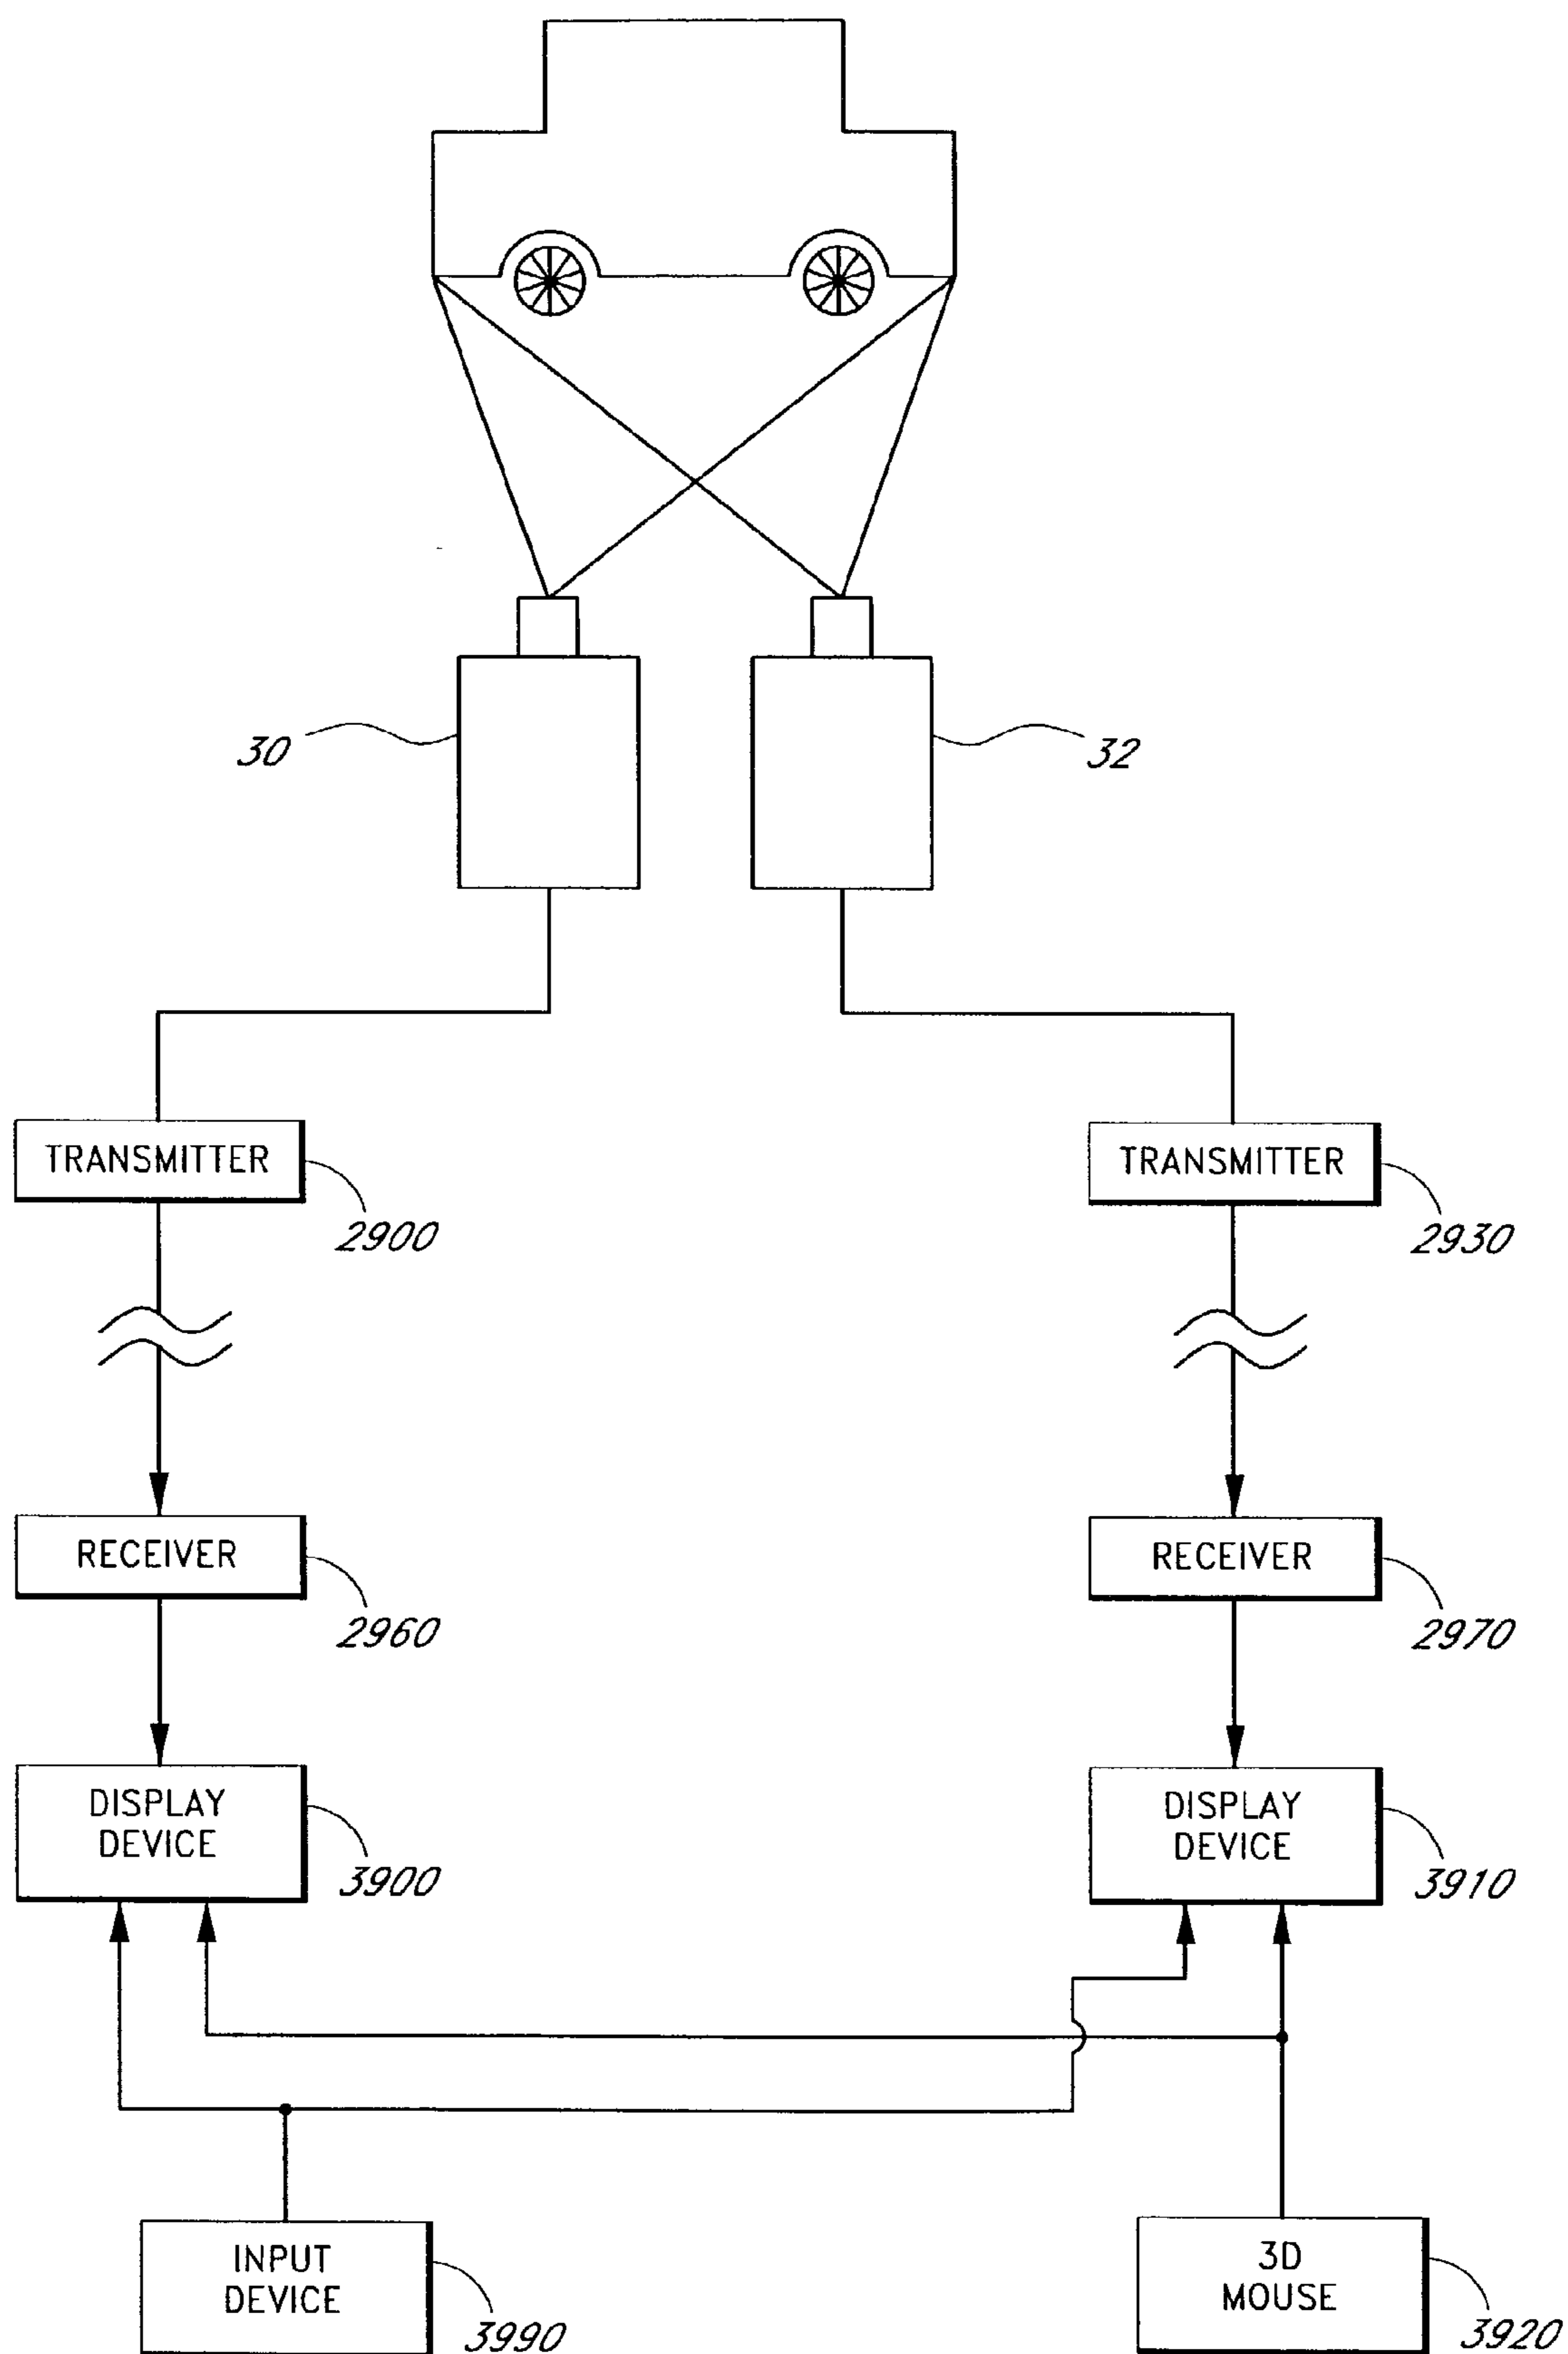 30
32
TRANSMITTER
2900
TRANSMITTER
2930
RECEIVER
2960
RECEIVER
2970
DISPLAY
DEVICE
3900
DISPLAY
DEVICE
3910
INPUT
DEVICE
3990
3D
MOUSE
3920